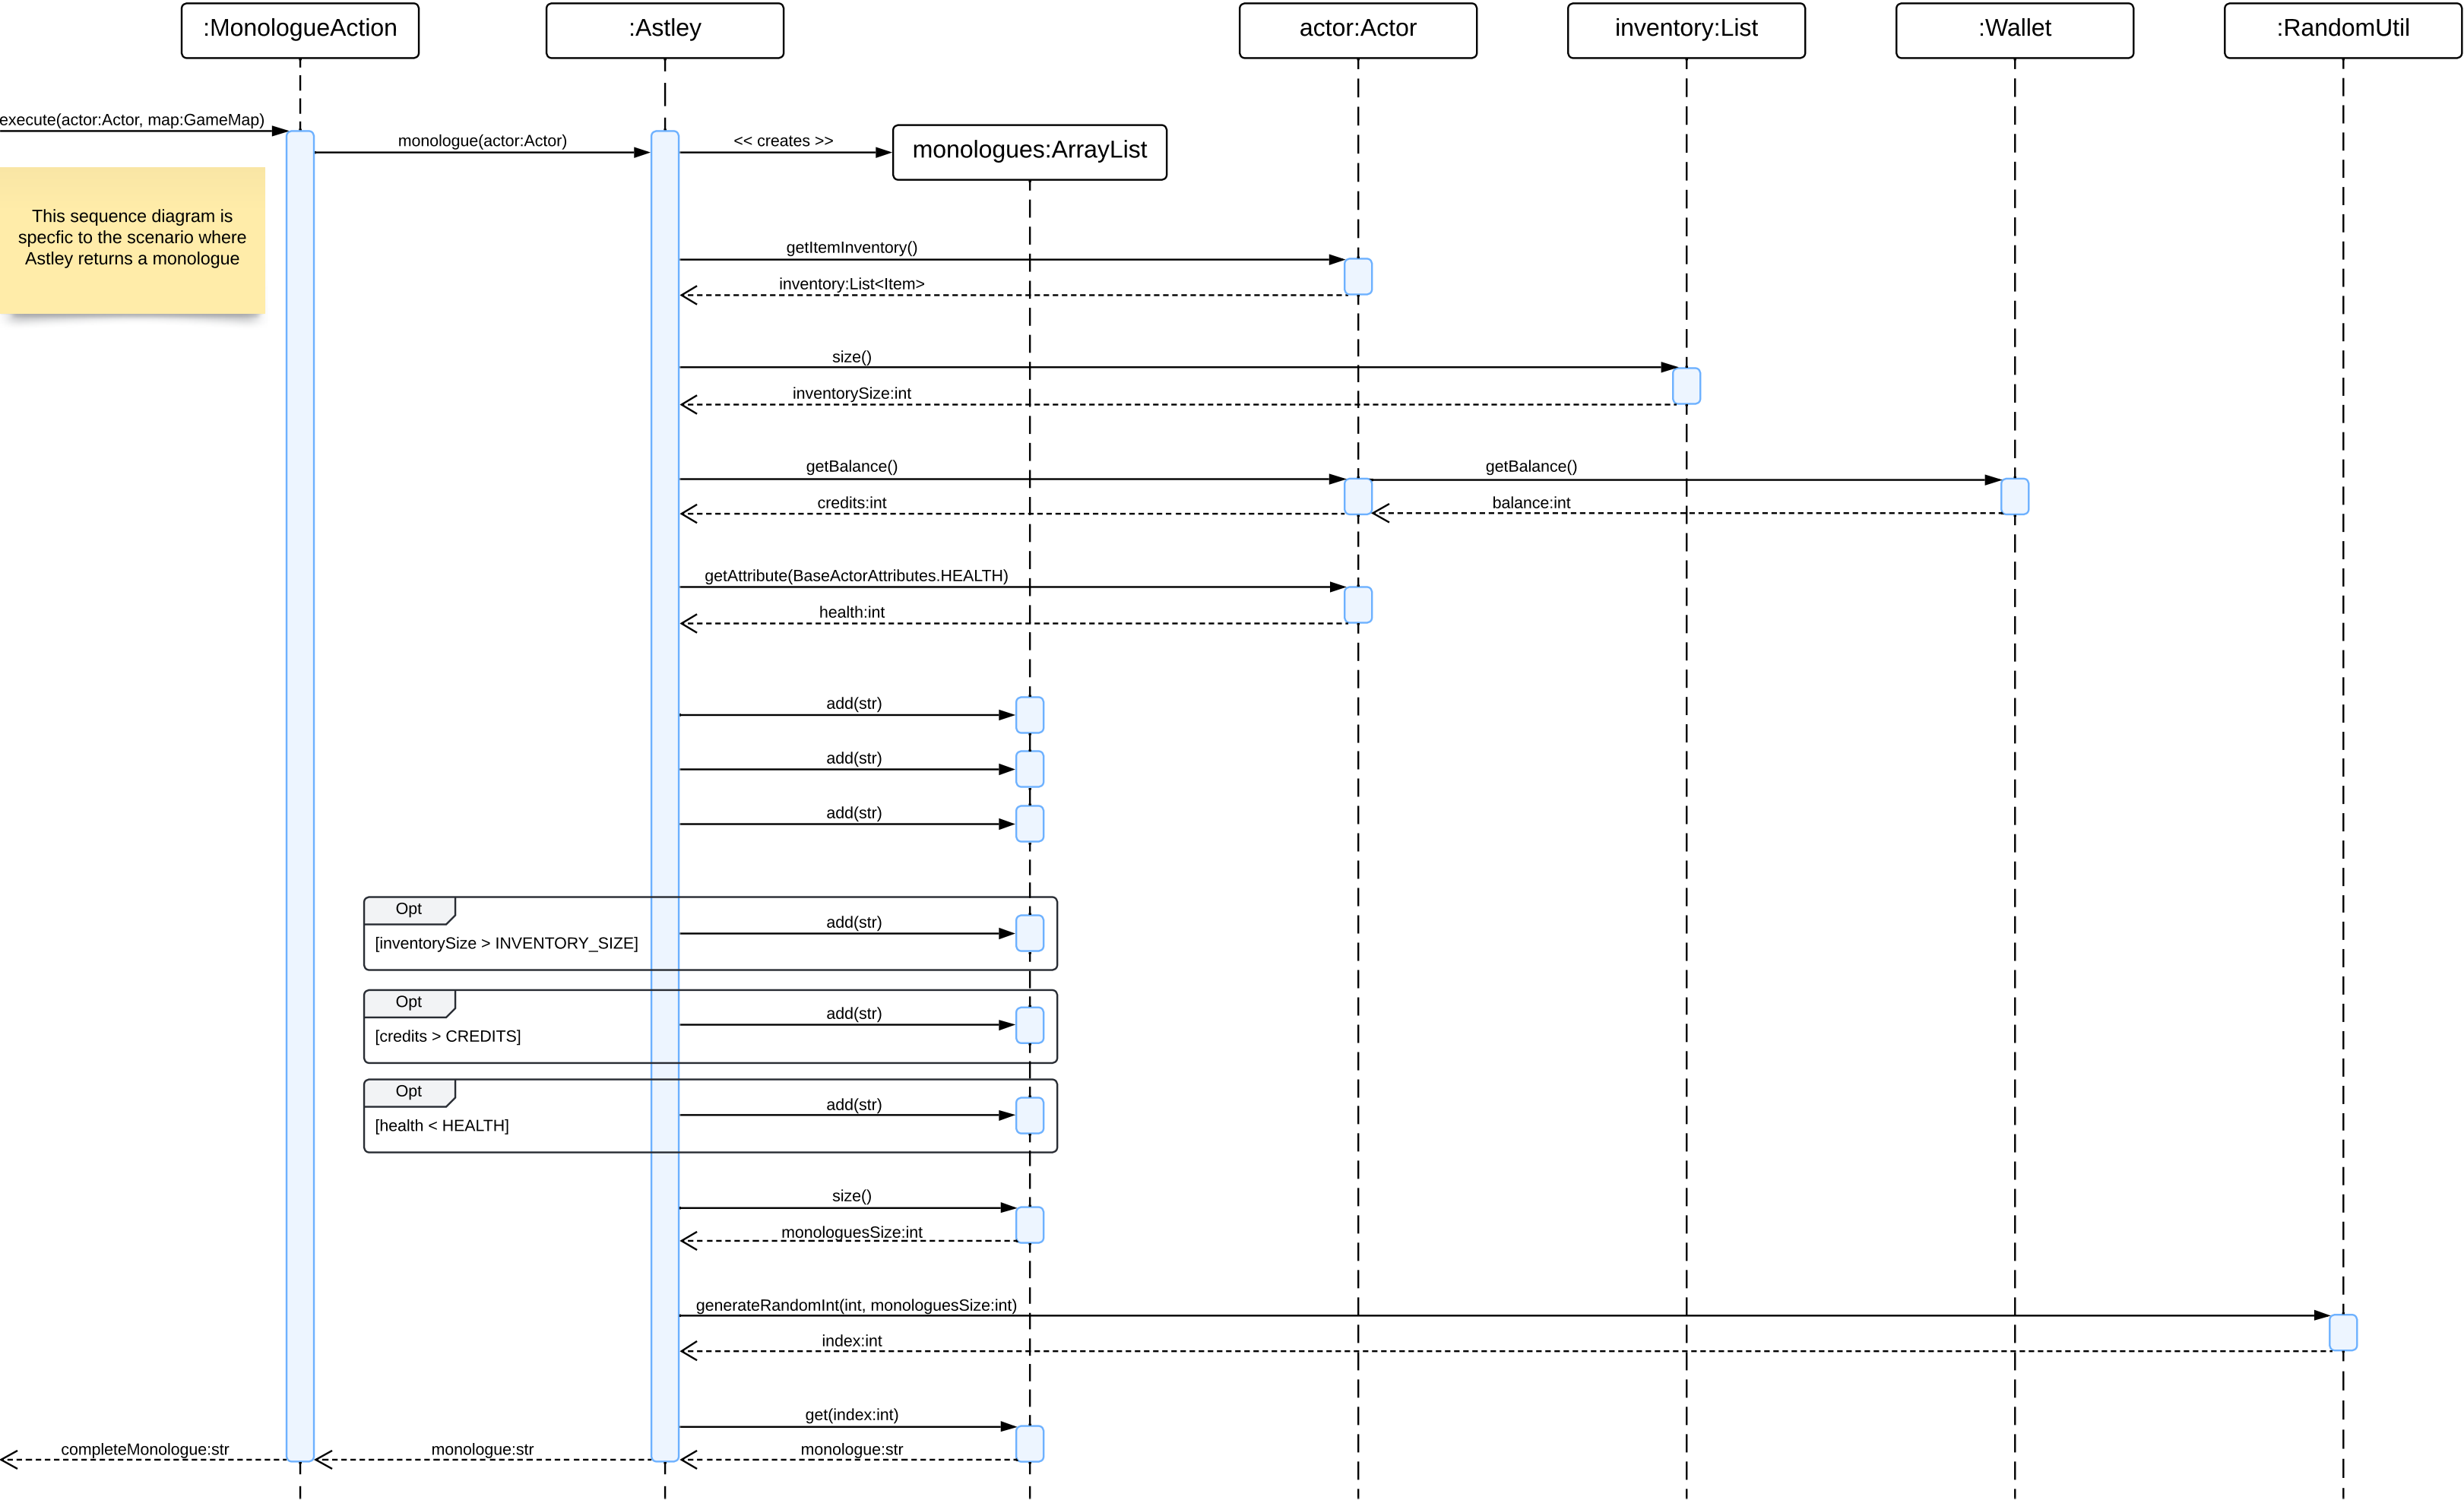 :MonologueAction
:Astley
actor:Actor
inventory:List
:Wallet
:RandomUtil
execute(actor:Actor, map:GameMap)
monologue(actor:Actor)
<< creates >>
monologues:ArrayList
This sequence diagram is
specfic to the scenario where
Astley returns a monologue
getItemInventory()
inventory:List<Item>
size()
inventorySize:int
getBalance()
getBalance()
credits:int
balance:int
getAttribute(BaseActorAttributes.HEALTH)
health:int
add(str)
add(str)
add(str)
Opt
add(str)
[inventorySize > INVENTORY_SIZE]
Opt
add(str)
[credits > CREDITS]
Opt
add(str)
[health < HEALTH]
size()
monologuesSize:int
generateRandomInt(int, monologuesSize:int)
index:int
get(index:int)
completeMonologue:str
monologue:str
monologue:str